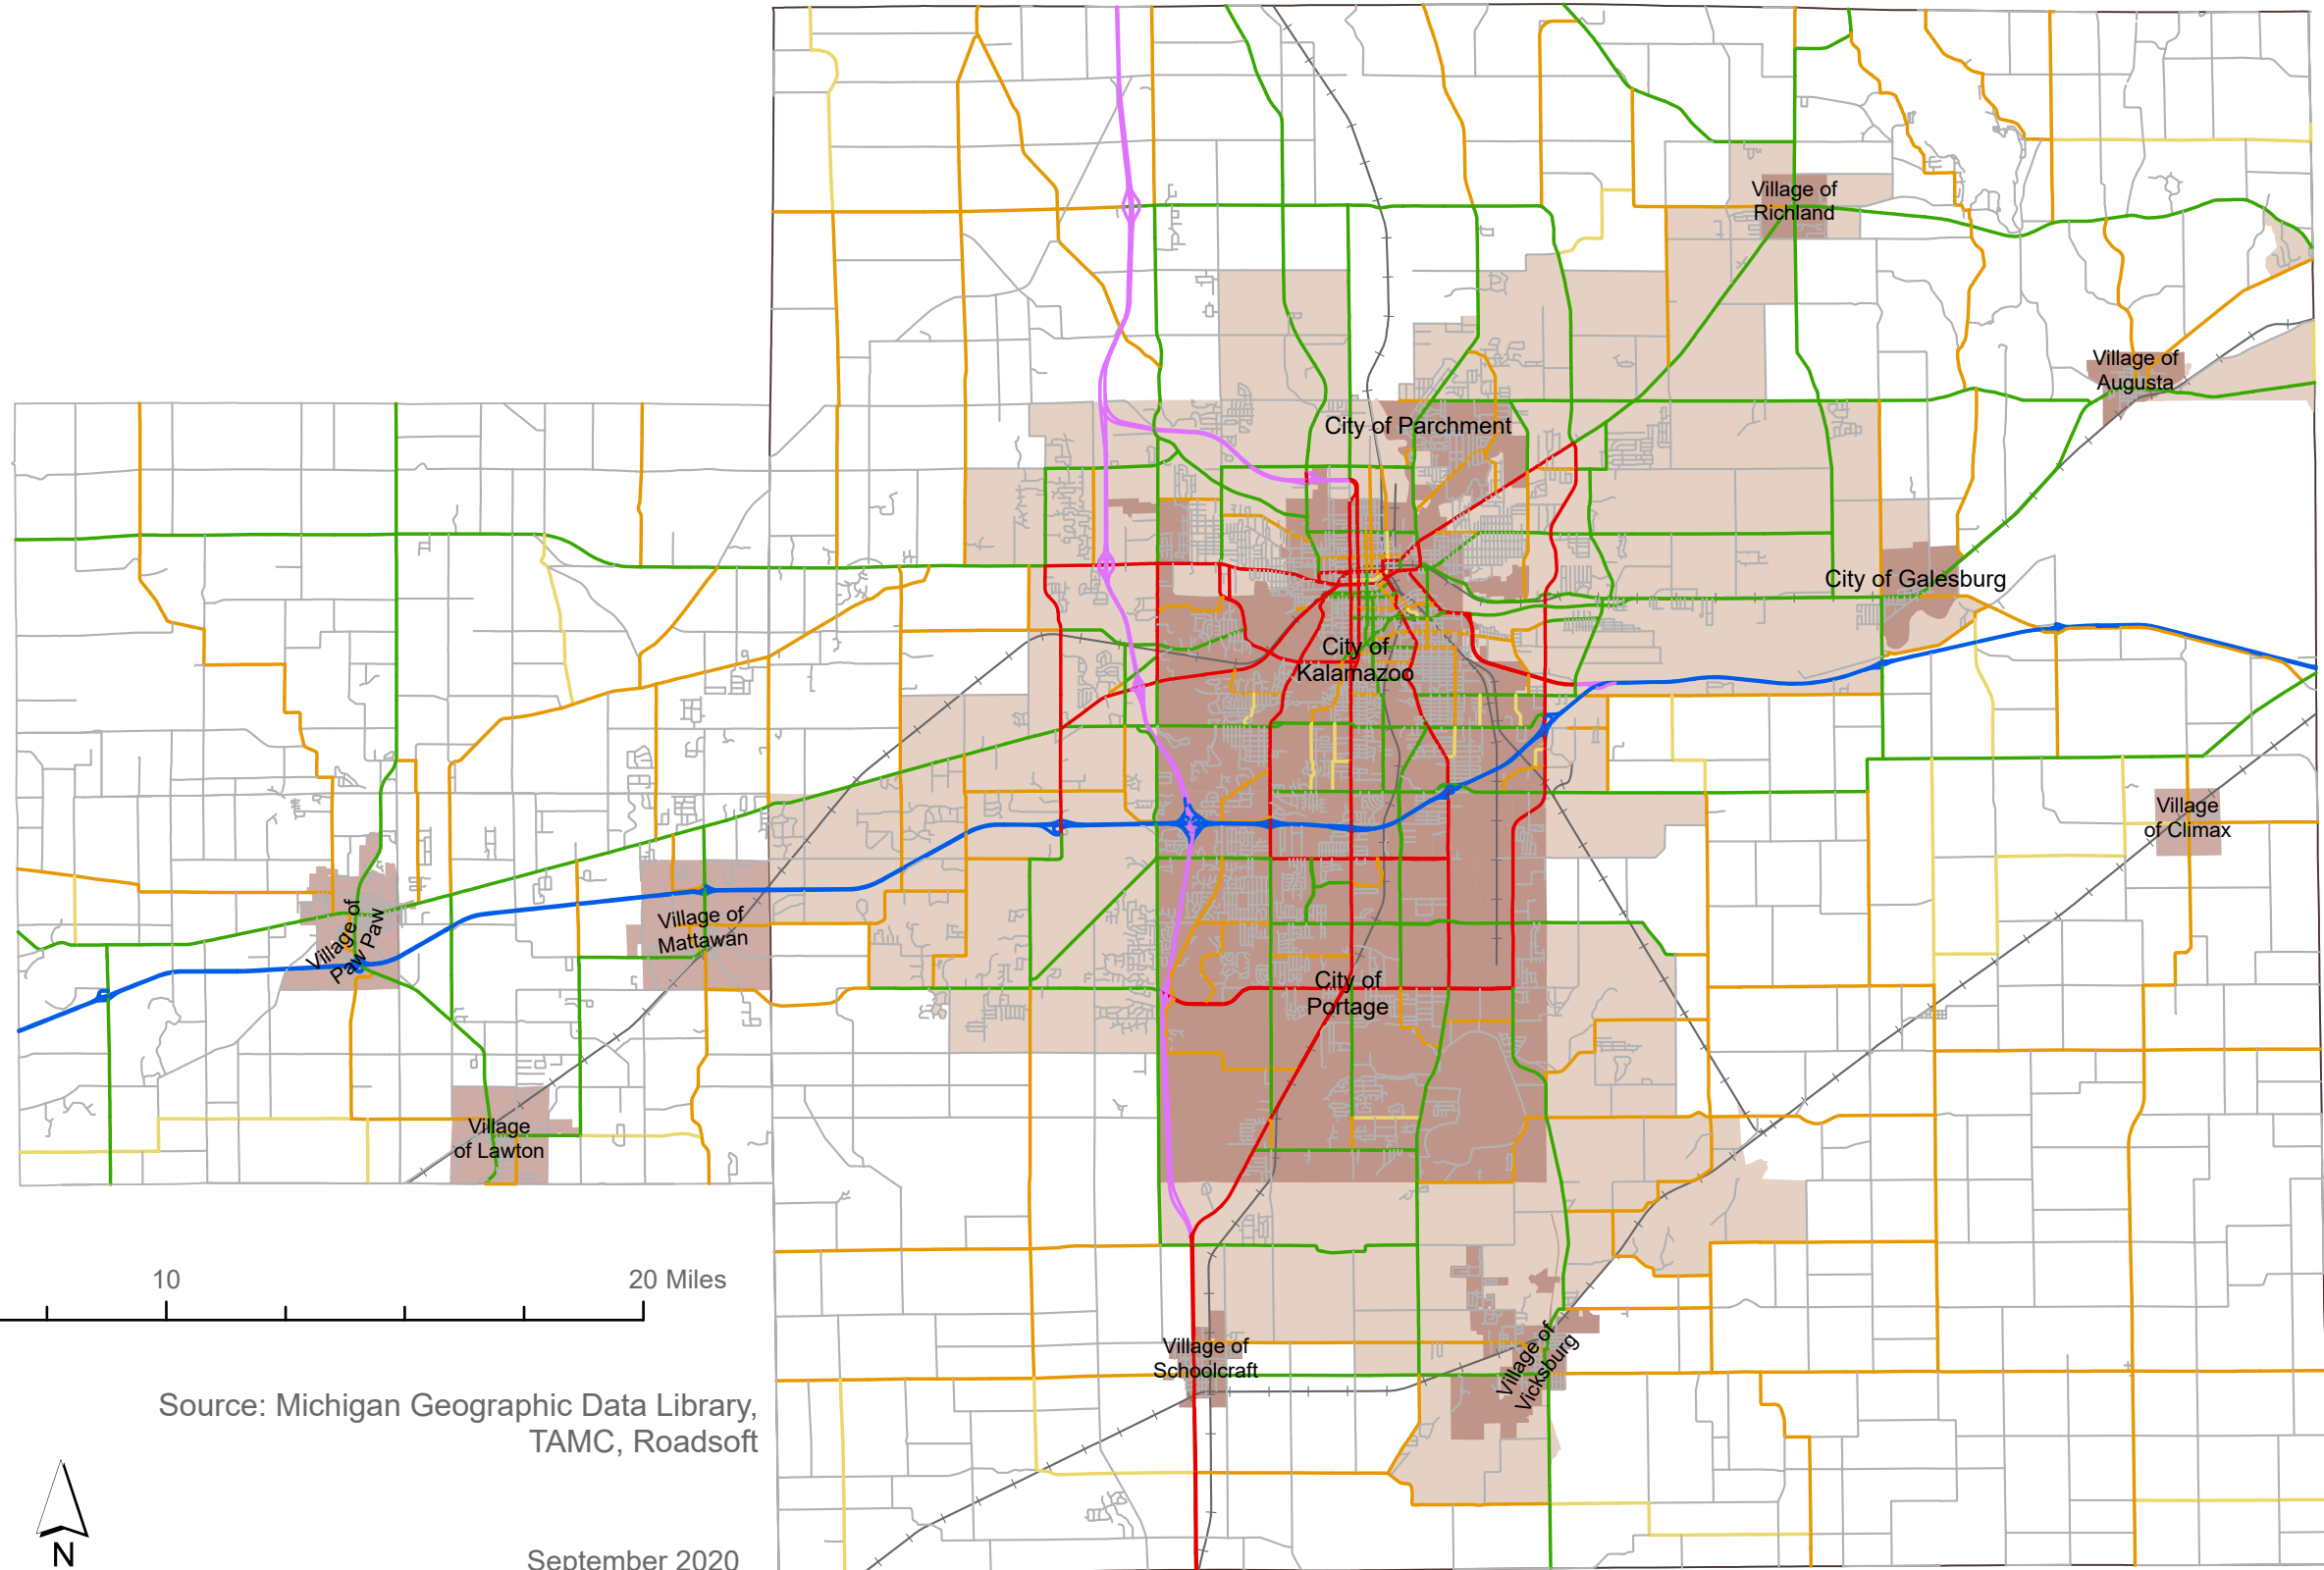 Village of
Richland
Village of
Augusta
City of Parchment
City of Galesburg
City of
Kalamazoo
Village
of Climax
Village of
Paw Paw
Village of
Mattawan
City of
Portage
Village
of Lawton
10
20 Miles
Village of
Schoolcraft
Village of
Vicksburg
Source: Michigan Geographic Data Library,
TAMC, Roadsoft
N
September 2020